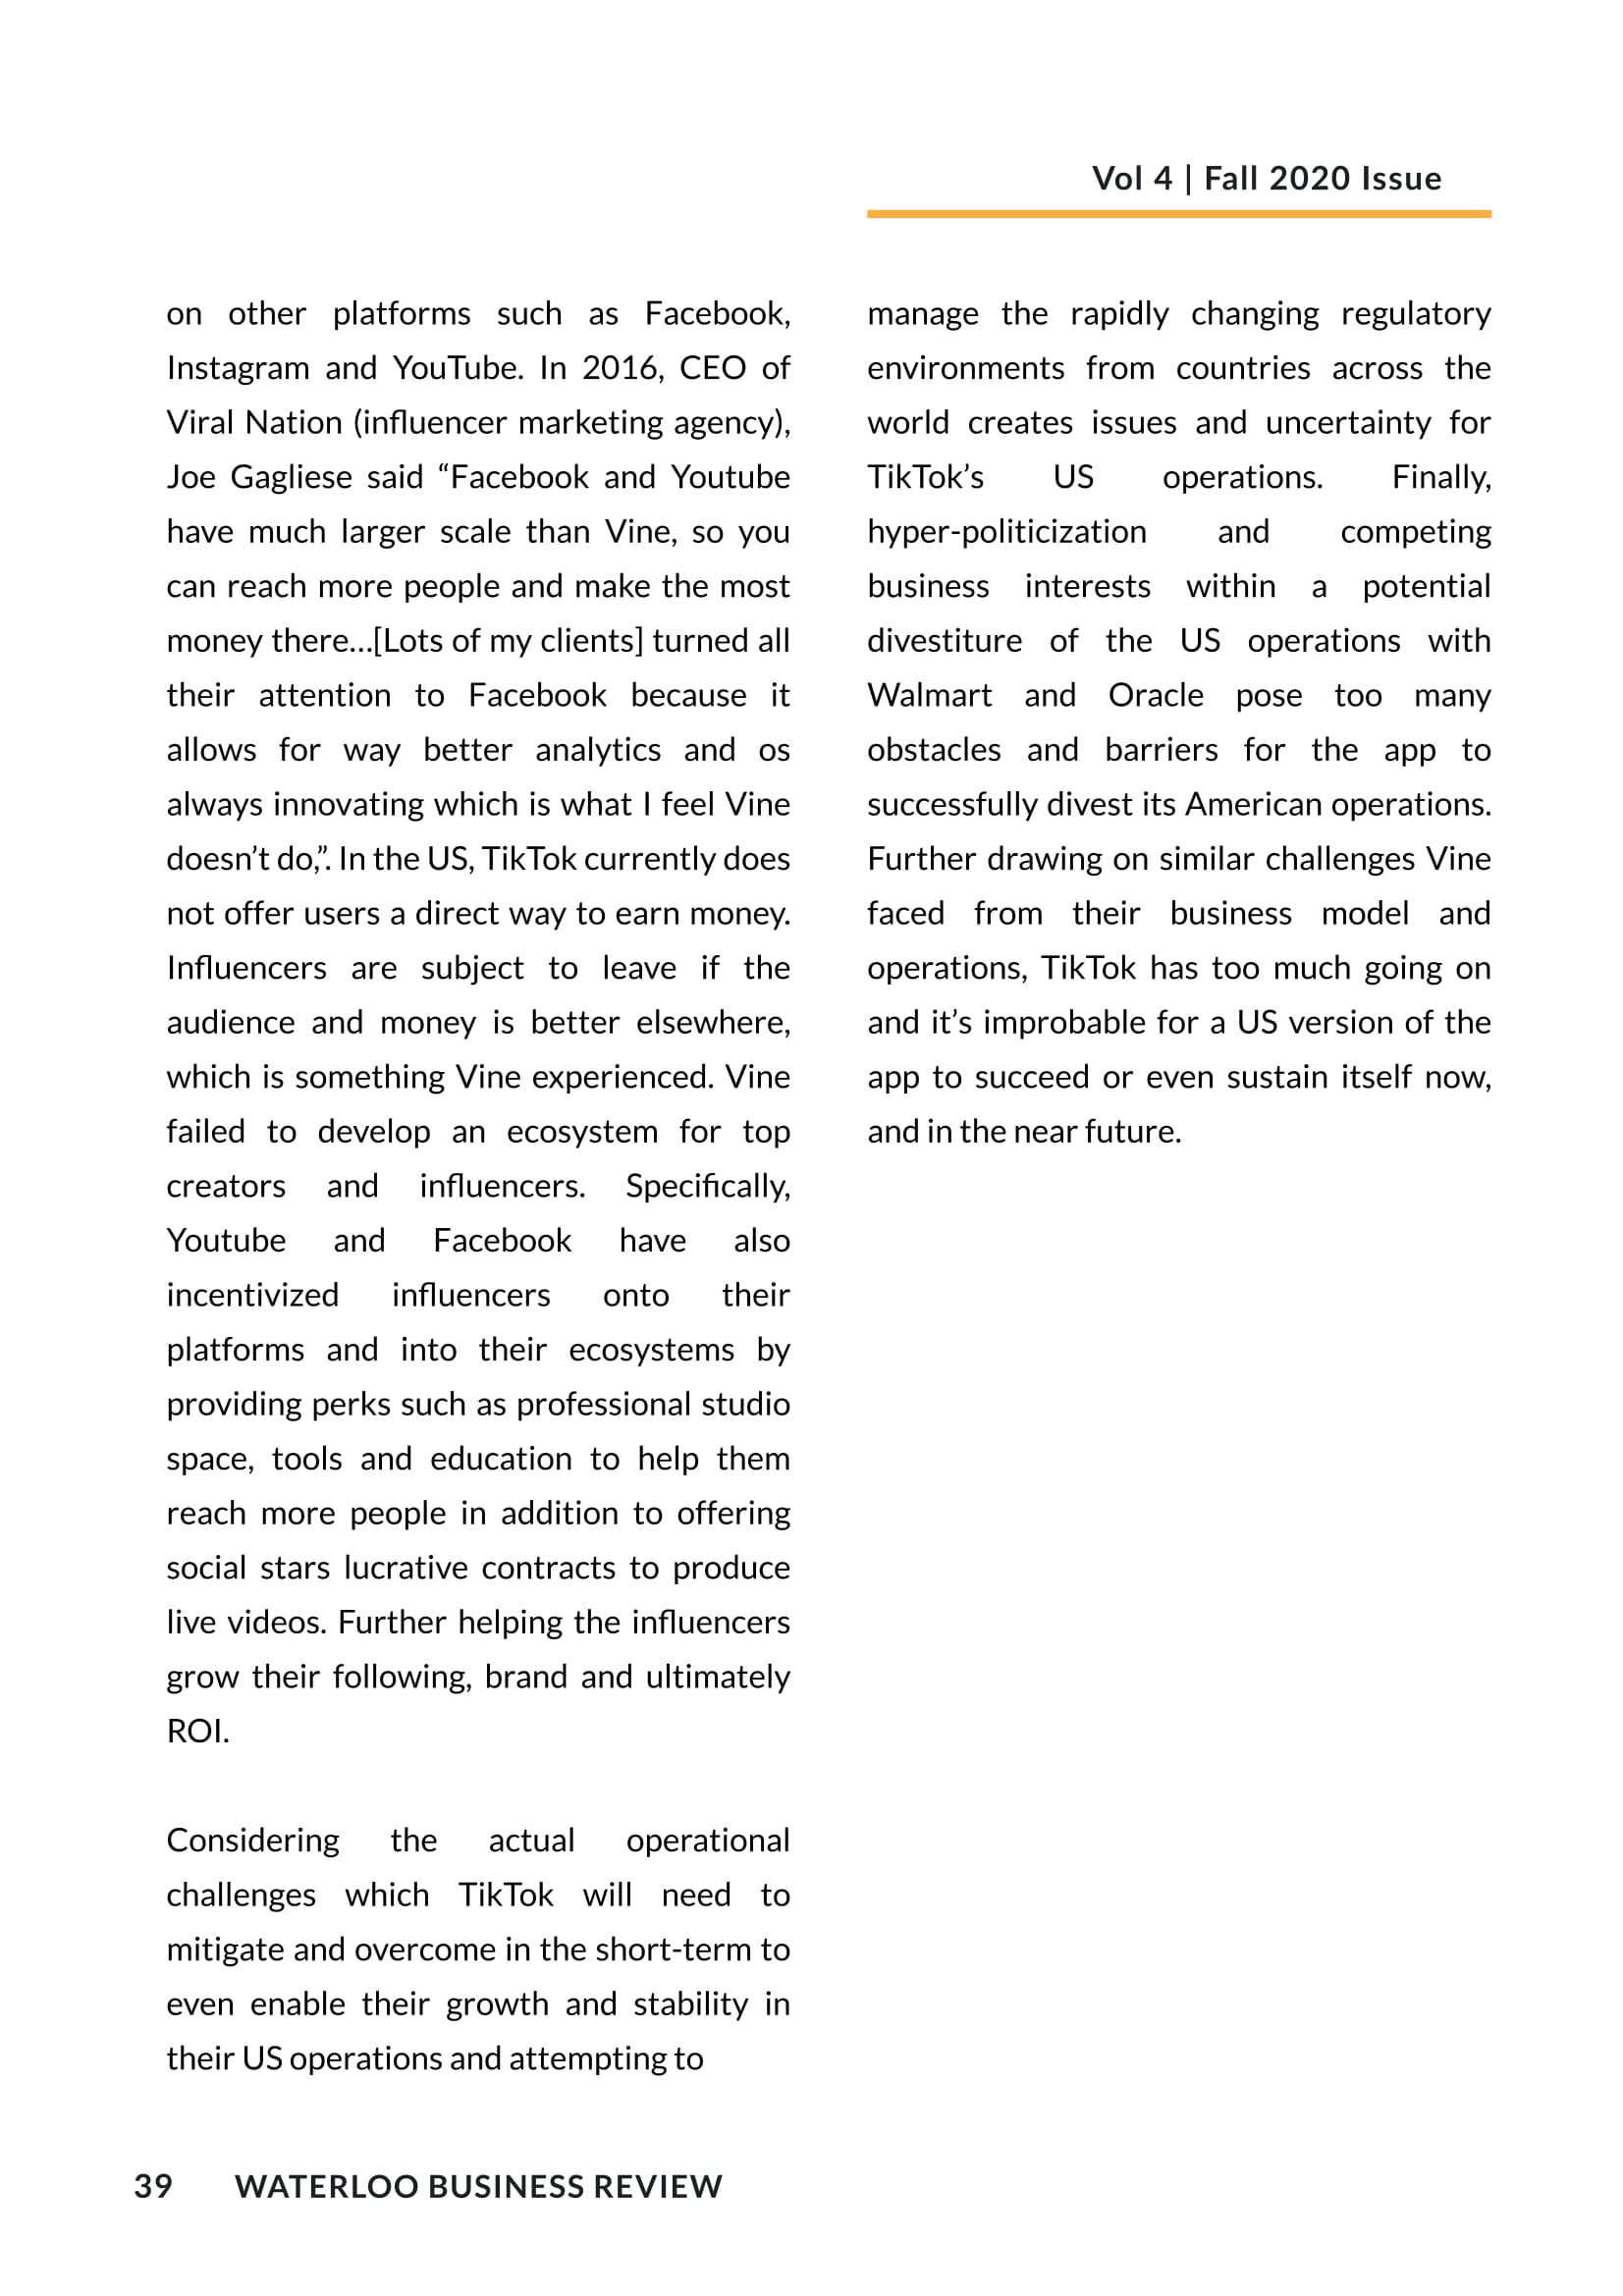 Vol 4 | Fall 2020 Issue
on other platforms such as Facebook,
Instagram and YouTube. In 2016, CEO of
Viral Nation (influencer marketing agency),
Joe Gagliese said “Facebook and Youtube
have much larger scale than Vine, so you
can reach more people and make the most
money there...[Lots of my clients] turned all
their attention to Facebook because it
allows for way better analytics and os
always innovating which is what I feel Vine
doesn’t do,”. In the US, TikTok currently does
not offer users a direct way to earn money.
Influencers are subject to leave if the
audience and money is better elsewhere,
which is something Vine experienced. Vine
failed to develop an ecosystem for top
creators and influencers. Specifically,
Youtube and Facebook have also
incentivized influencers onto their
platforms and into their ecosystems by
providing perks such as professional studio
space, tools and education to help them
reach more people in addition to offering
social stars lucrative contracts to produce
live videos. Further helping the influencers
grow their following, brand and ultimately
ROI.
Considering the actual operational
challenges which TikTok will need to
mitigate and overcome in the short-term to
even enable their growth and stability in
their US operations and attempting to
manage the rapidly changing regulatory
environments from countries across the
world creates issues and uncertainty for
TikTok’s US operations. Finally,
hyper-politicization and competing
business interests within a potential
divestiture of the US operations with
Walmart and Oracle pose too many
obstacles and barriers for the app to
successfully divest its American operations.
Further drawing on similar challenges Vine
faced from their business model and
operations, TikTok has too much going on
and it’s improbable for a US version of the
app to succeed or even sustain itself now,
and in the near future.
39 WATERLOO BUSINESS REVIEW